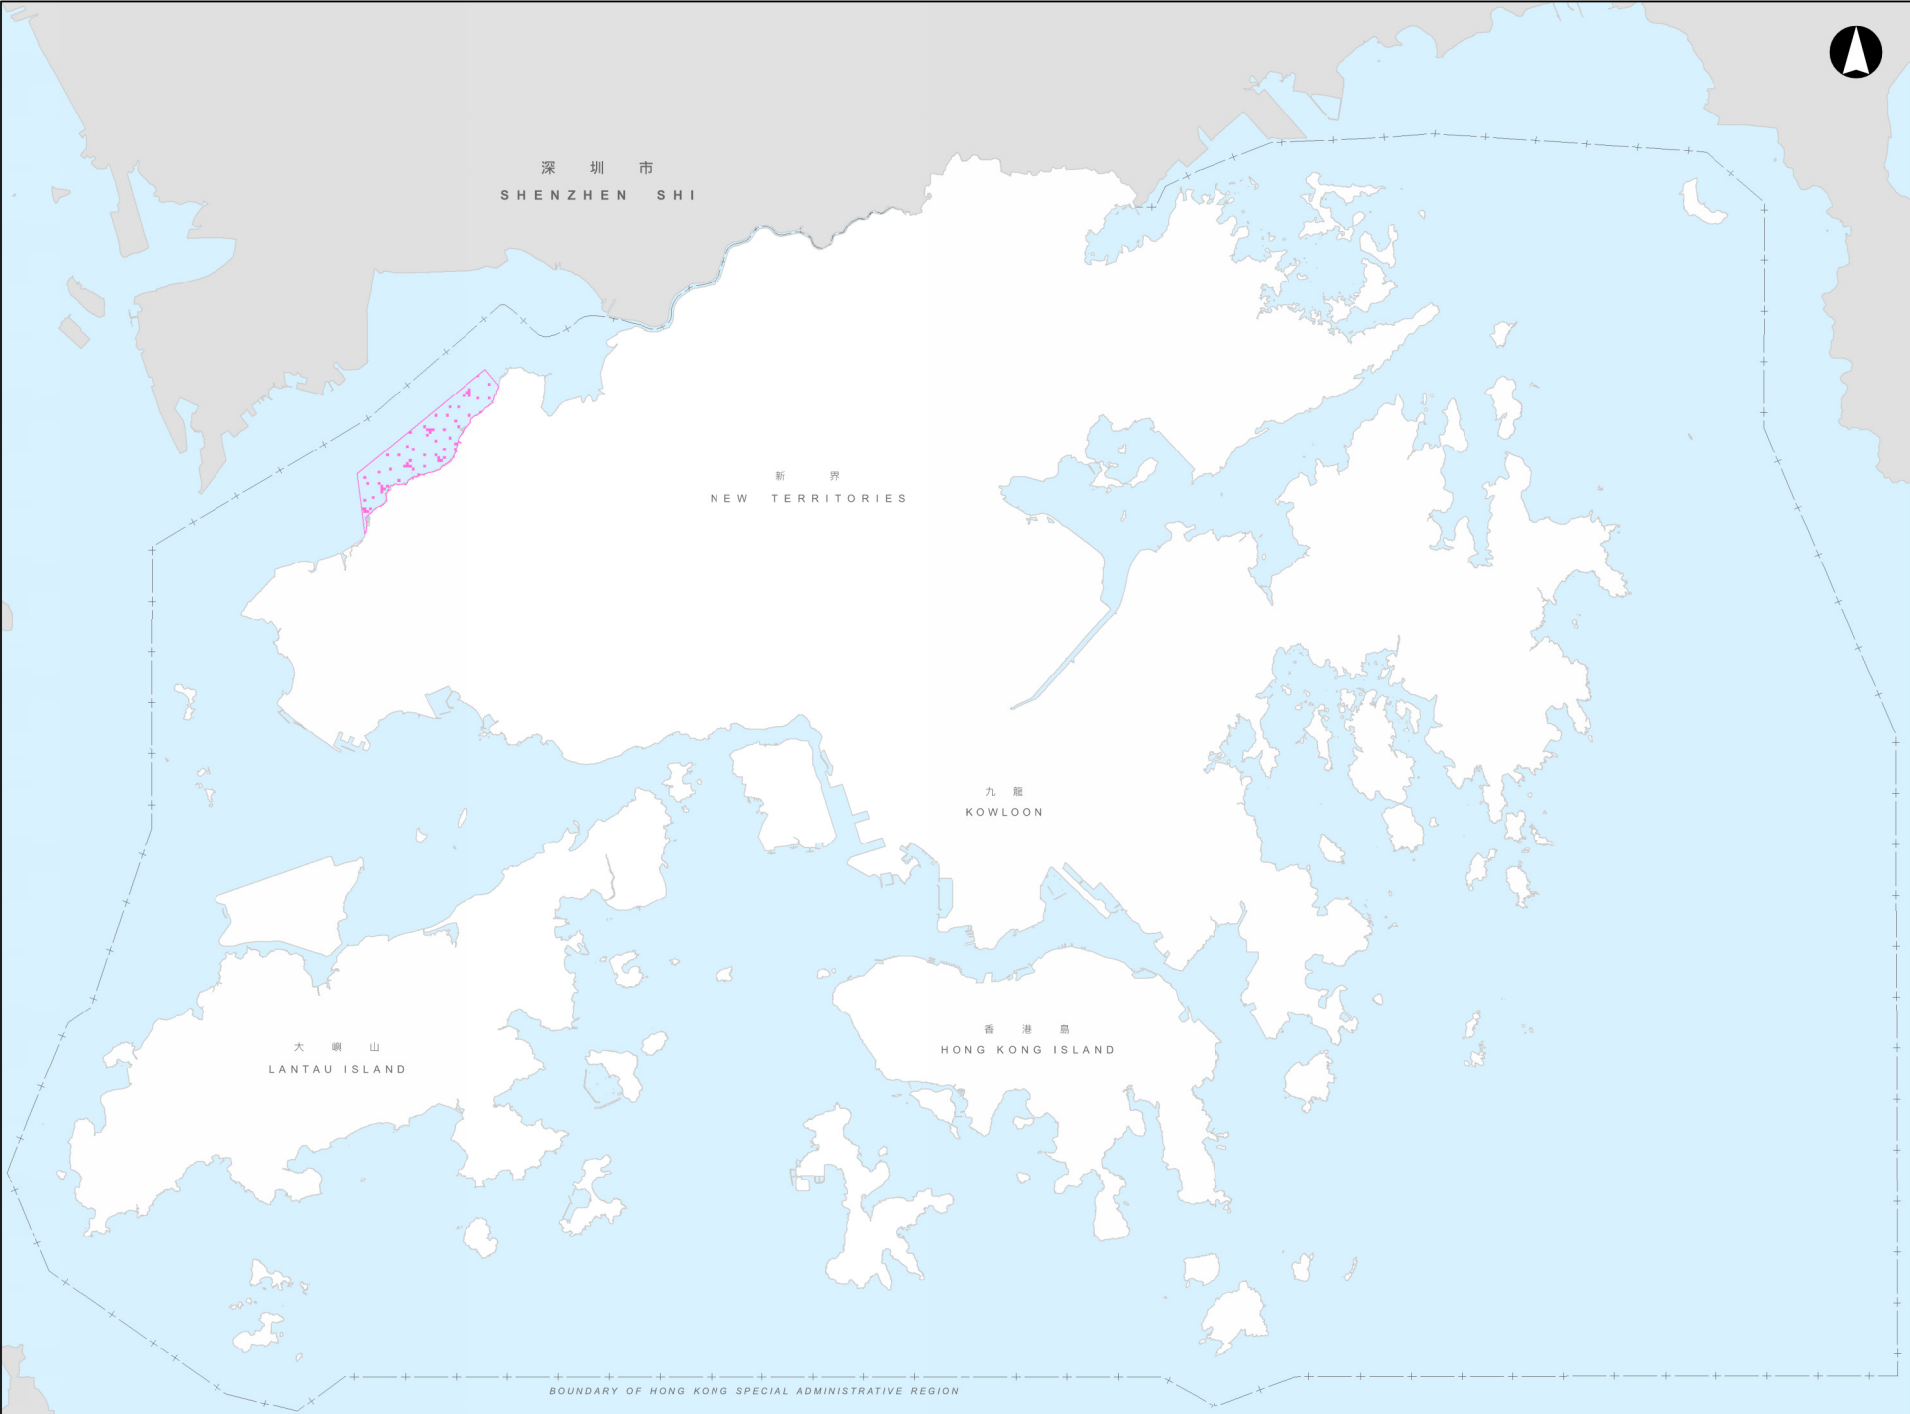 深 圳 市
SHENZHEN SHI
新 界
NEW TERRITORIES
九 龍
KOWLOON
香 港 島
HONG KONG ISLAND
大 嶼 山
LANTAU ISLAND
BOUNDARY OF HONG KONG SPECIAL ADMINISTRATIVE REGION